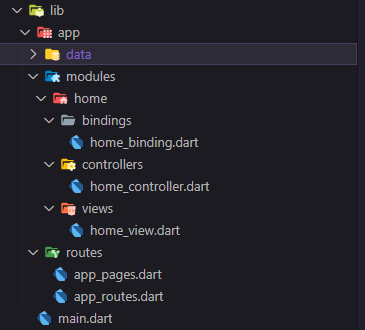 lib
app
data
modules
home
bindings
home_binding.dart
controllers
home_controller.dart
views
home_view.dart
routes
app_pages.dart
app_routes.dart
main.dart